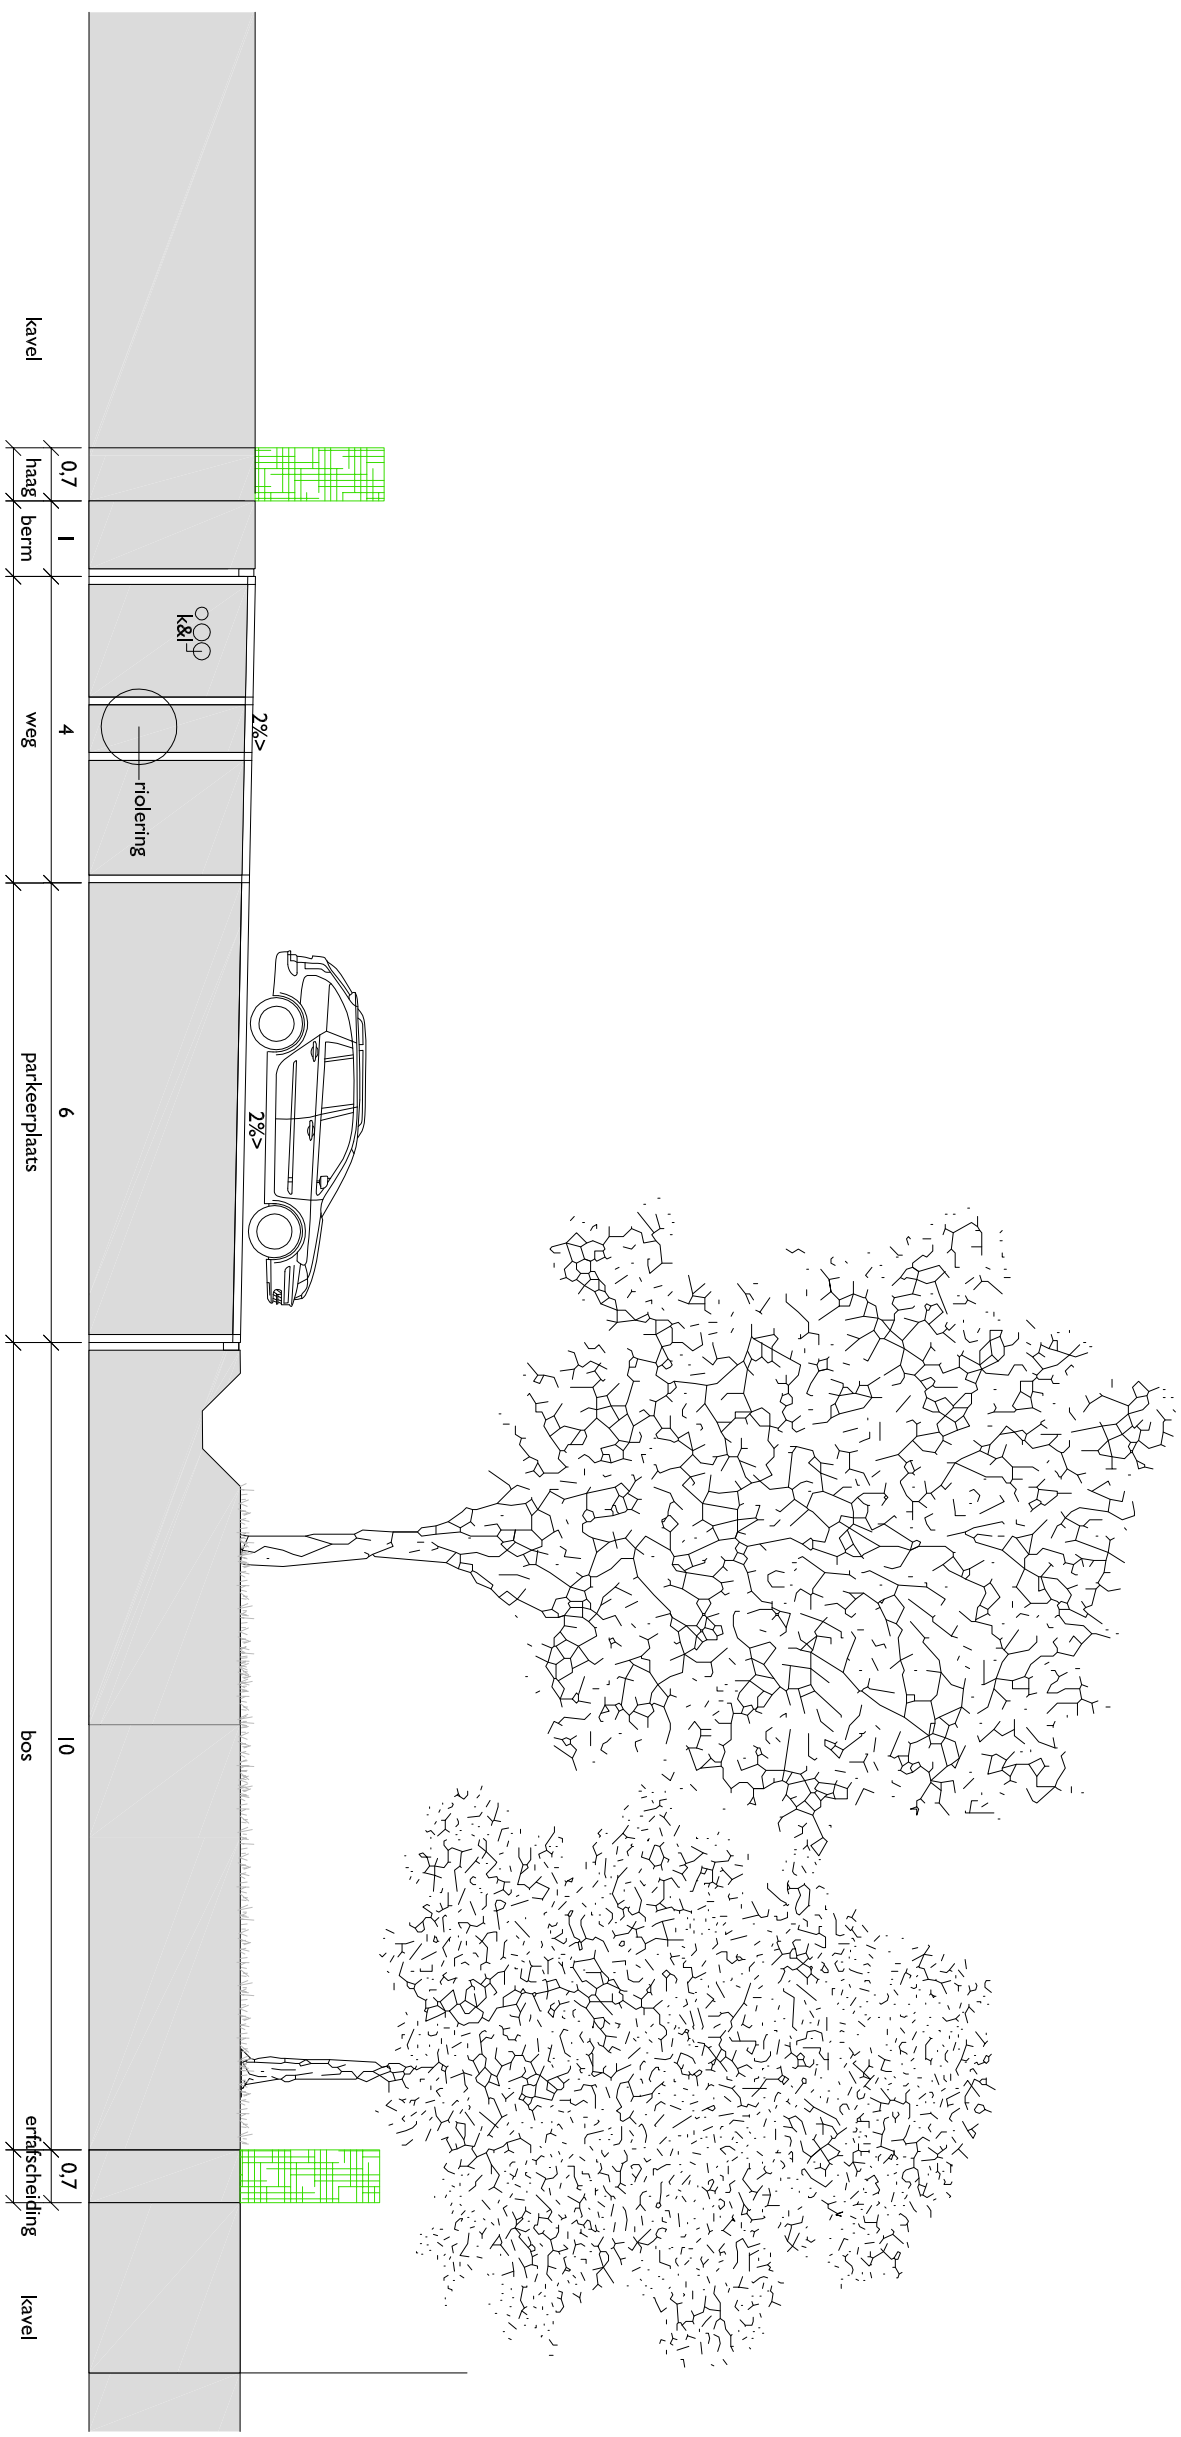 2%>
2%>
k&l
riolering
0,7
1
4
6
10
0,7
kavel
haag
berm
weg
parkeerplaats
bos
erfafscheiding
kavel